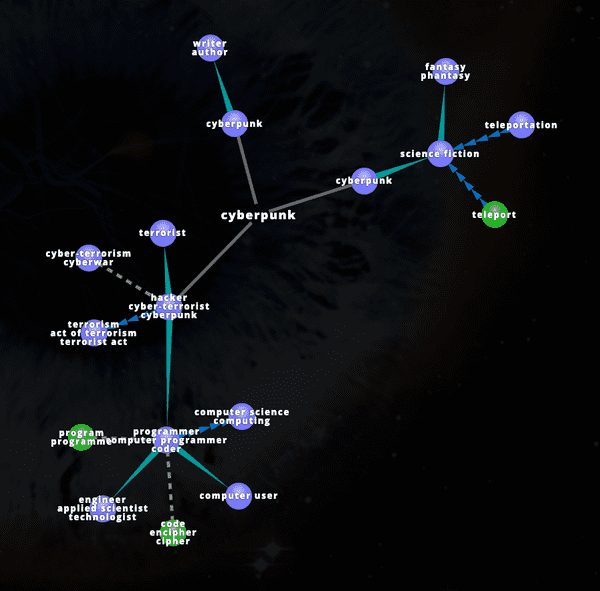 writer
author
fantasy
phantasy
cyberpunk
teleportation
science fiction
cyberpunk
cyberpunk
teleport
terrorist
cyber-terrorism
cyberwar
hacker
cyber-terrorist
cyberpunk
terrorism
act of terrorism
terrorist act
computer science
computing
program
programme
programmer
computer programmer
coder
engineer
applied scientist
technologist
computer user
code
encipher
cipher